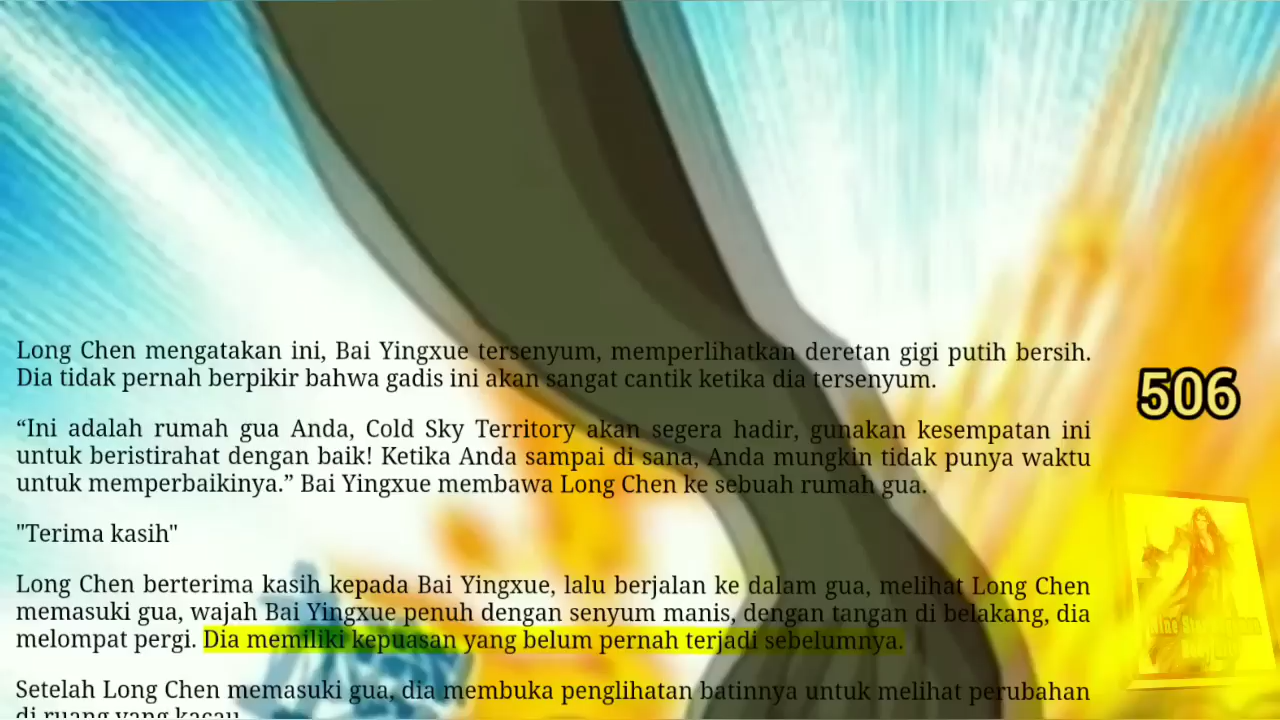 Long Chen mengatakan ini, Bai Yingxue tersenyum, memperlihatkan deretan gigi putih bersih.
Dia tidak pernah berpikir bahwa gadis ini akan sangat cantik ketika dia tersenyum.
506
“Ini adalah rumah gua Anda, Cold Sky Territory akan segera hadir, gunakan kesempatan ini
untuk beristirahat dengan baik! Ketika Anda sampai di sana, Anda mungkin tidak punya waktu
untuk memperbaikinya.” Bai Yingxue membawa Long Chen ke sebuah rumah gua.
"Terima kasih"
Long Chen berterima kasih kepada Bai Yingxue, lalu berjalan ke dalam gua, melihat Long Chen
memasuki gua, wajah Bai Yingxue penuh dengan senyum manis, dengan tangan di belakang, dia
melompat pergi. Dia memiliki kepuasan yang belum pernah terjadi sebelumnya.
Setelah Long Chen memasuki gua, dia membuka penglihatan batinnya untuk melihat perubahan
di ruang yang kacau